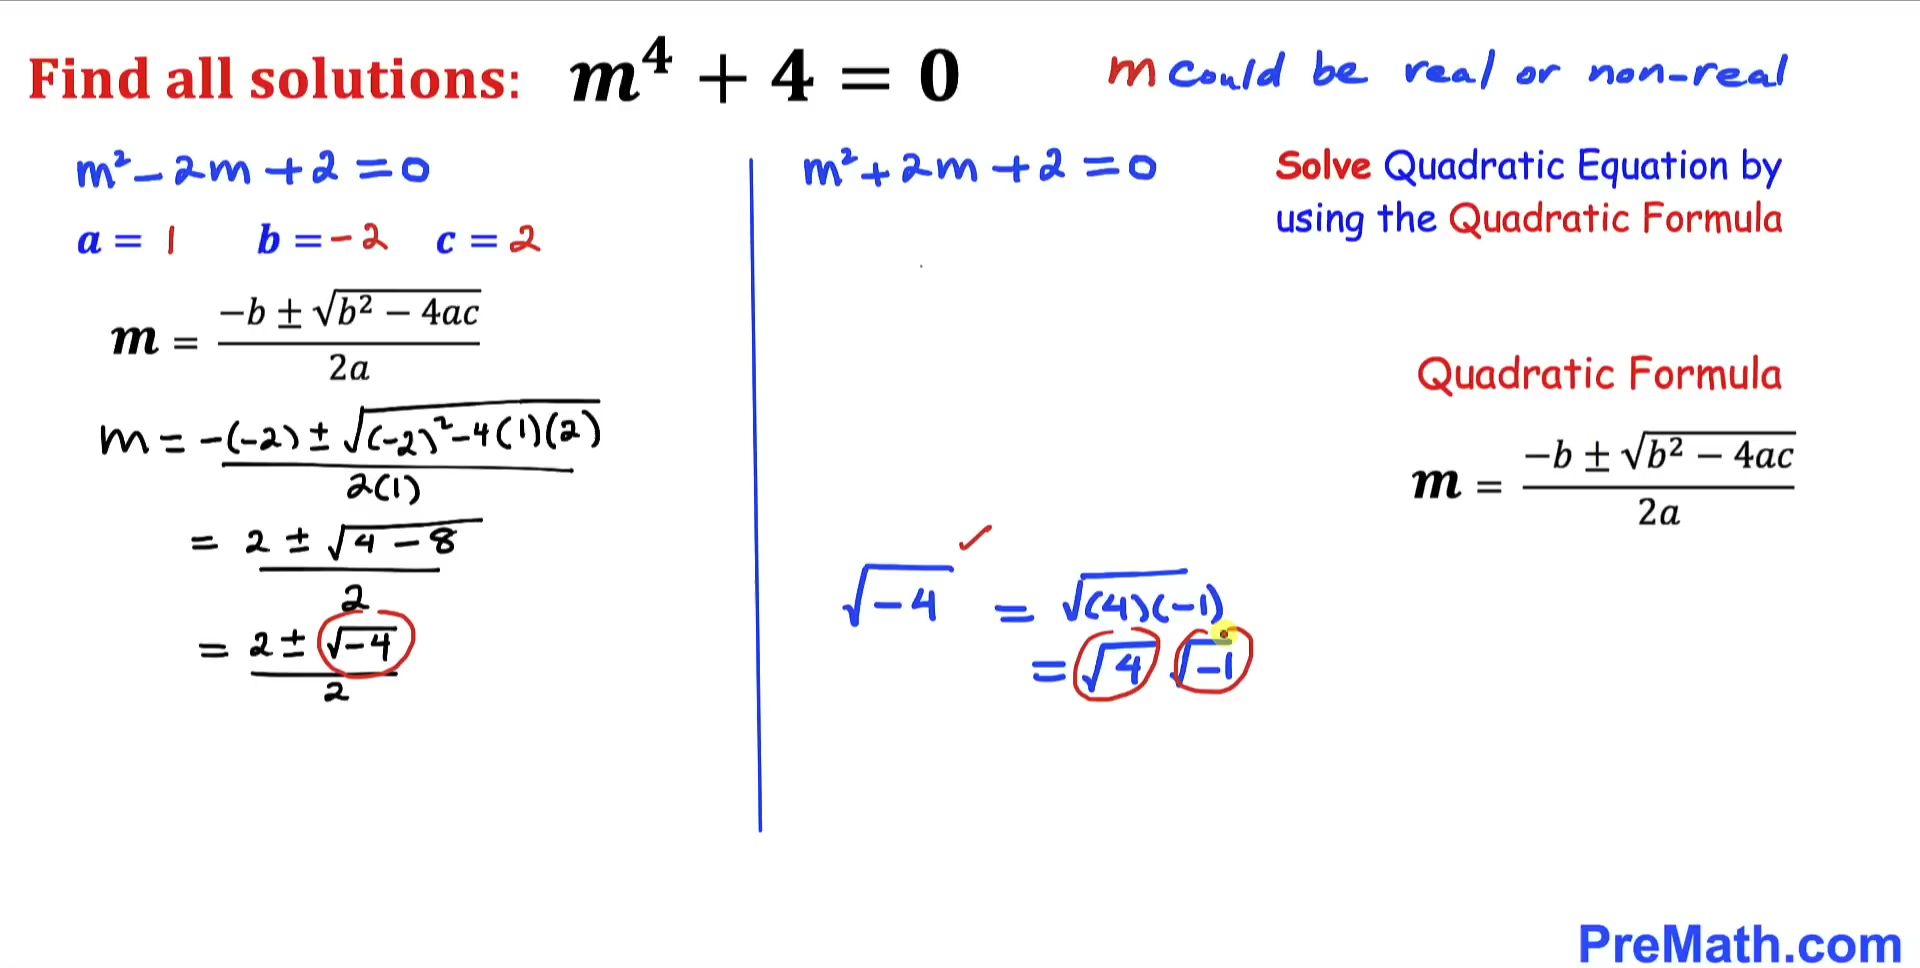 Find all solutions: m⁴ + 4 = 0
m could be real or non-real
m² - 2m + 2 = 0
a = 1 b = -2 c = 2
m = (-b ± √(b² − 4ac)) / 2a
m = (-(-2) ± √((-2)² - 4(1)(2))) / 2(1)
= (2 ± √(4 - 8)) / 2
= (2 ± √-4) / 2
m² + 2m + 2 = 0
√-4 = √(4)(-1)
= √4 √-1
Solve Quadratic Equation by
using the Quadratic Formula
Quadratic Formula
m = (-b ± √(b² − 4ac)) / 2a
PreMath.com